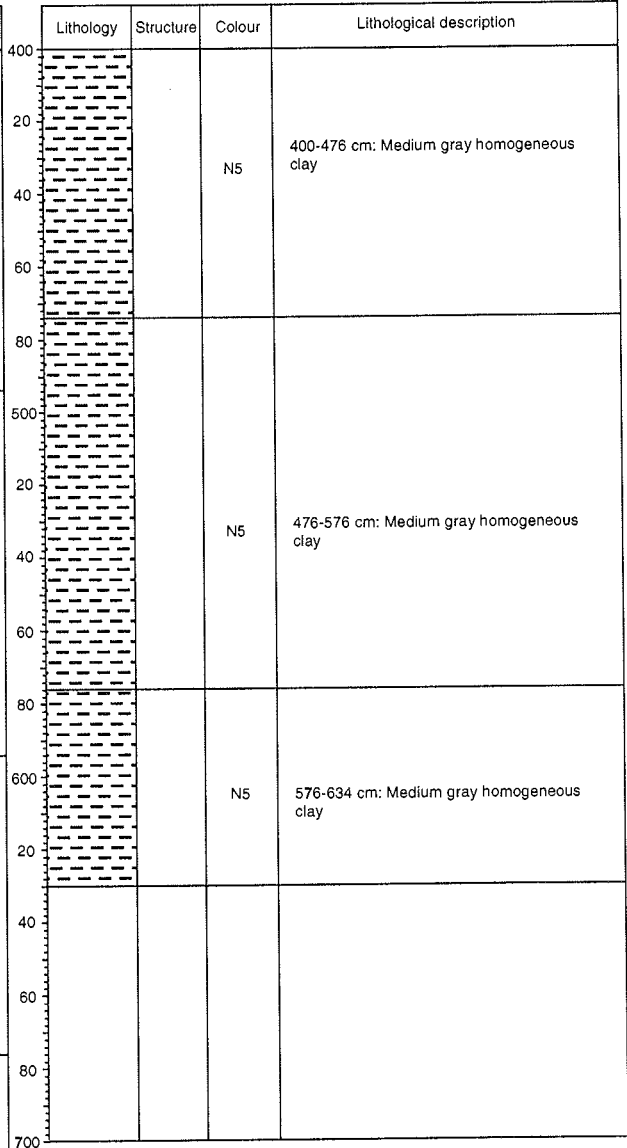 Lithology Structure Colour Lithological description
400
20
400-476 cm: Medium gray homogeneous
clay
N5
40
60
80
500
20
476-576 cm: Medium gray homogeneous
clay
N5
40
60
80
600
576-634 cm: Medium gray homogeneous
clay
N5
20
40
60
80
700